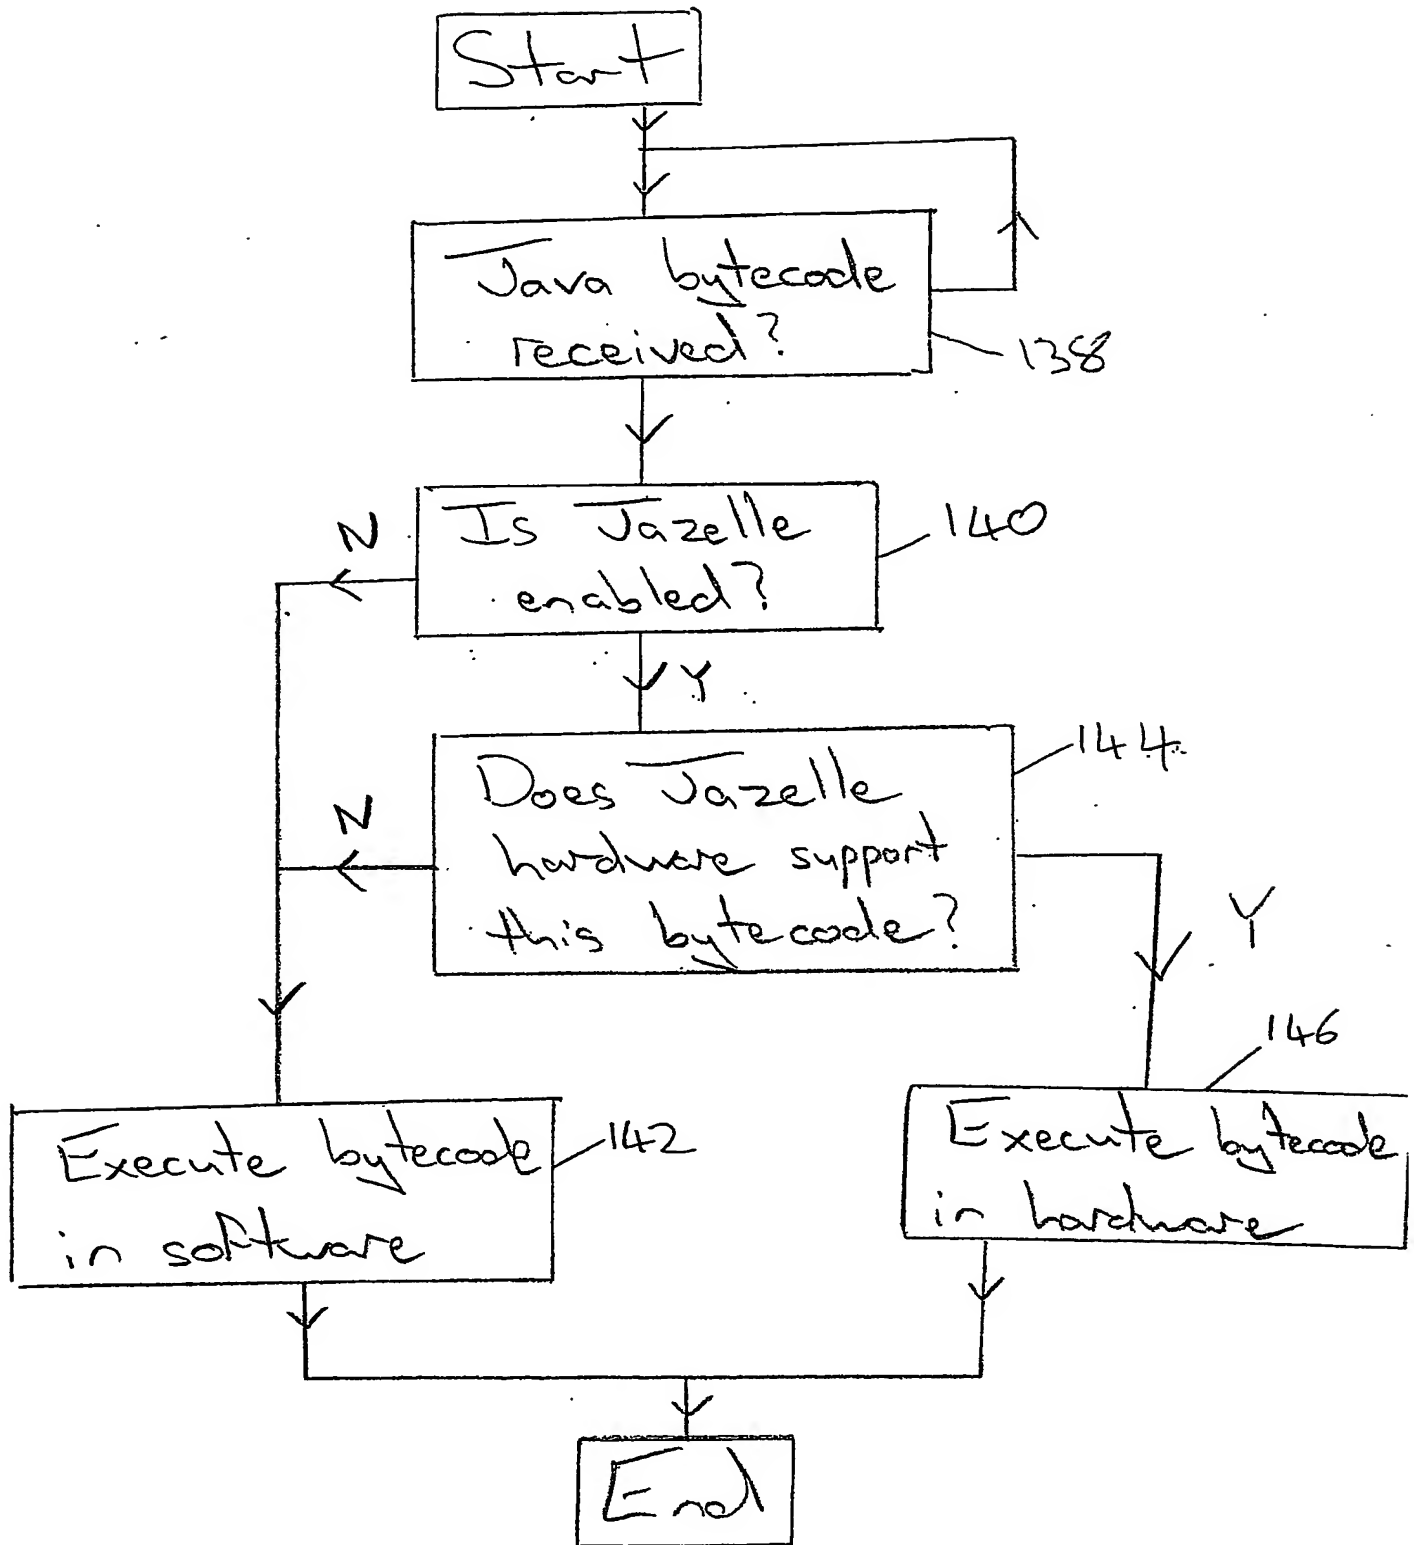 Start
Java bytecode
received?
138
Is Jazelle
enabled?
140
N
Y
Does Jazelle
hardware support
this bytecode?
144
N
Y
Execute bytecode
in software
142
Execute bytecode
in hardware
146
End